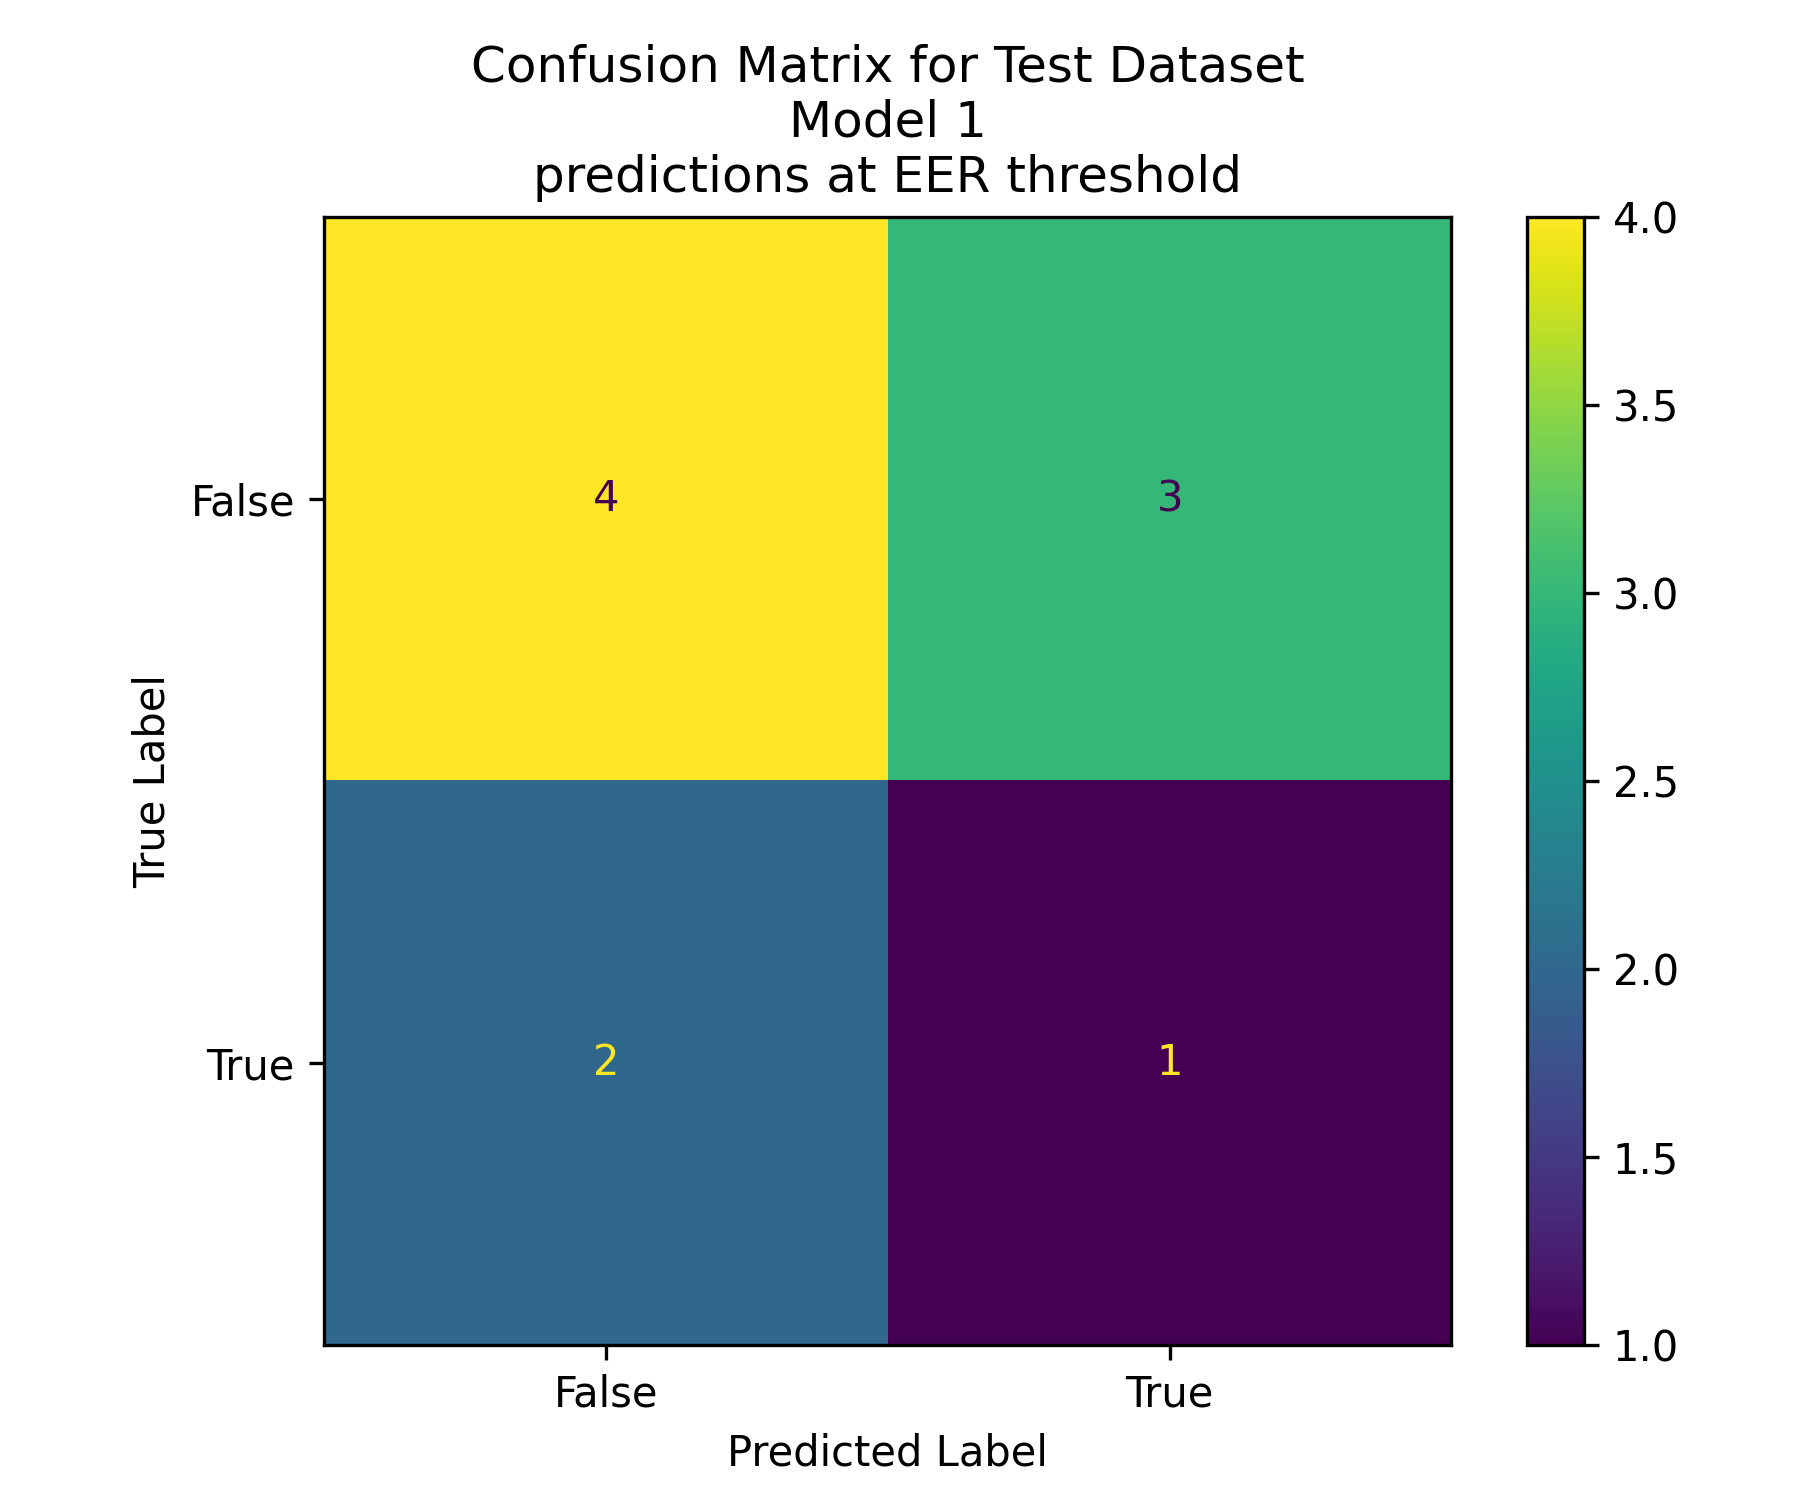 Confusion Matrix for Test Dataset
Model 1
predictions at EER threshold
4.0
3.5
False
4
3
3.0
True Label
2.5
2.0
True
2
1
1.5
1.0
False
True
Predicted Label